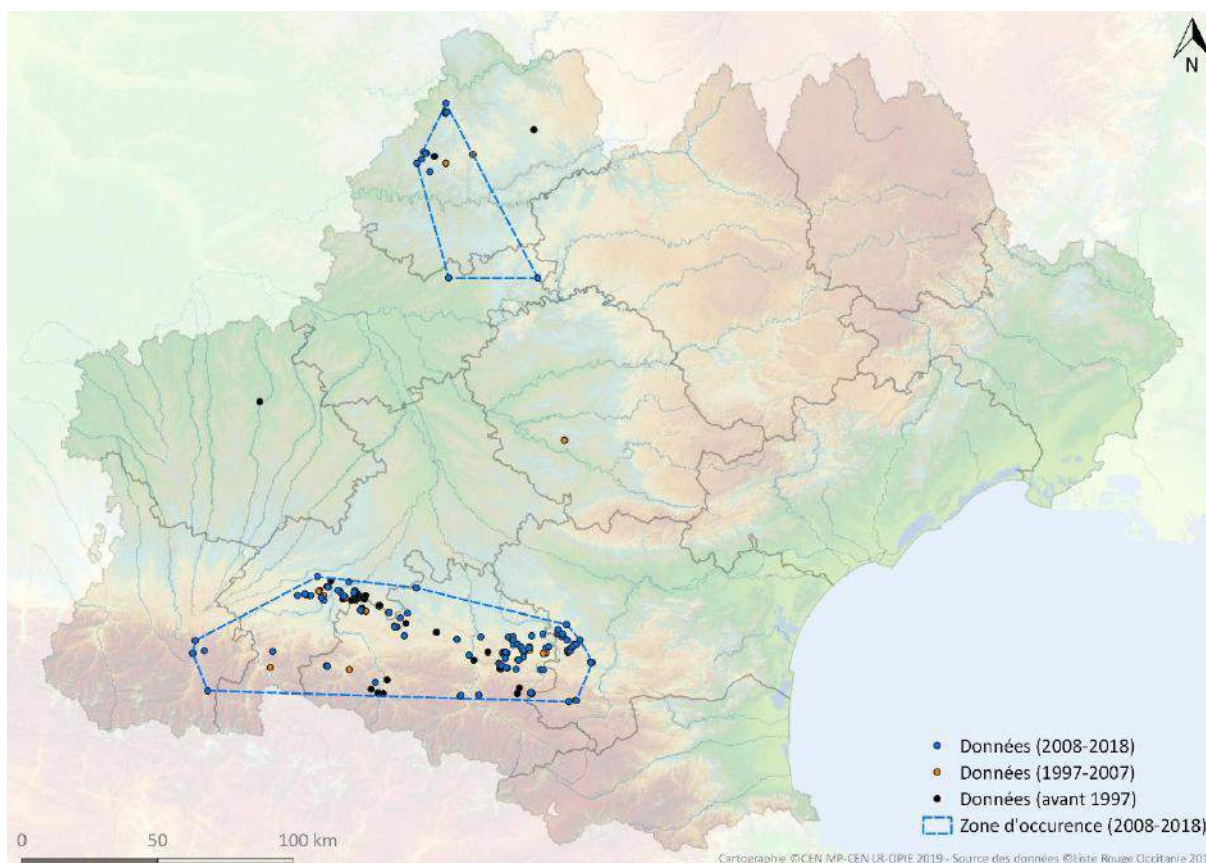 N
Données (2008-2018)
Données (1997-2007)
Données (avant 1997)
Zone d'occurence (2008-2018)
0 50 100 km
Cartographie ©CEN MP-CEN LR-OPIE 2019 - Source des données ©Liste Rouge Occitanie 201